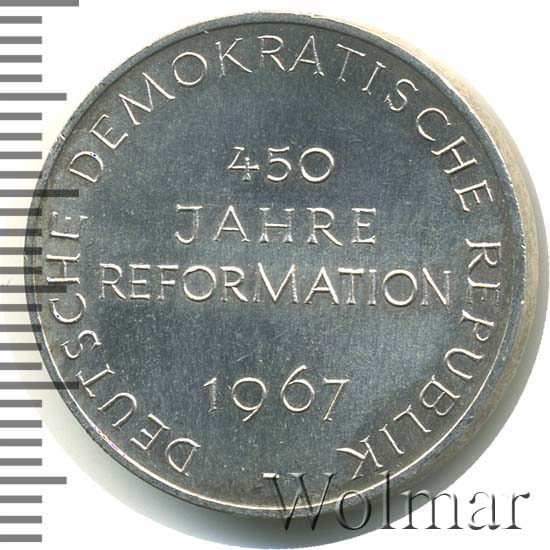 DEUTSCHE DEMOKRATISCHE REPUBLIK
450
JAHRE
REFORMATION
1967
Wolmar